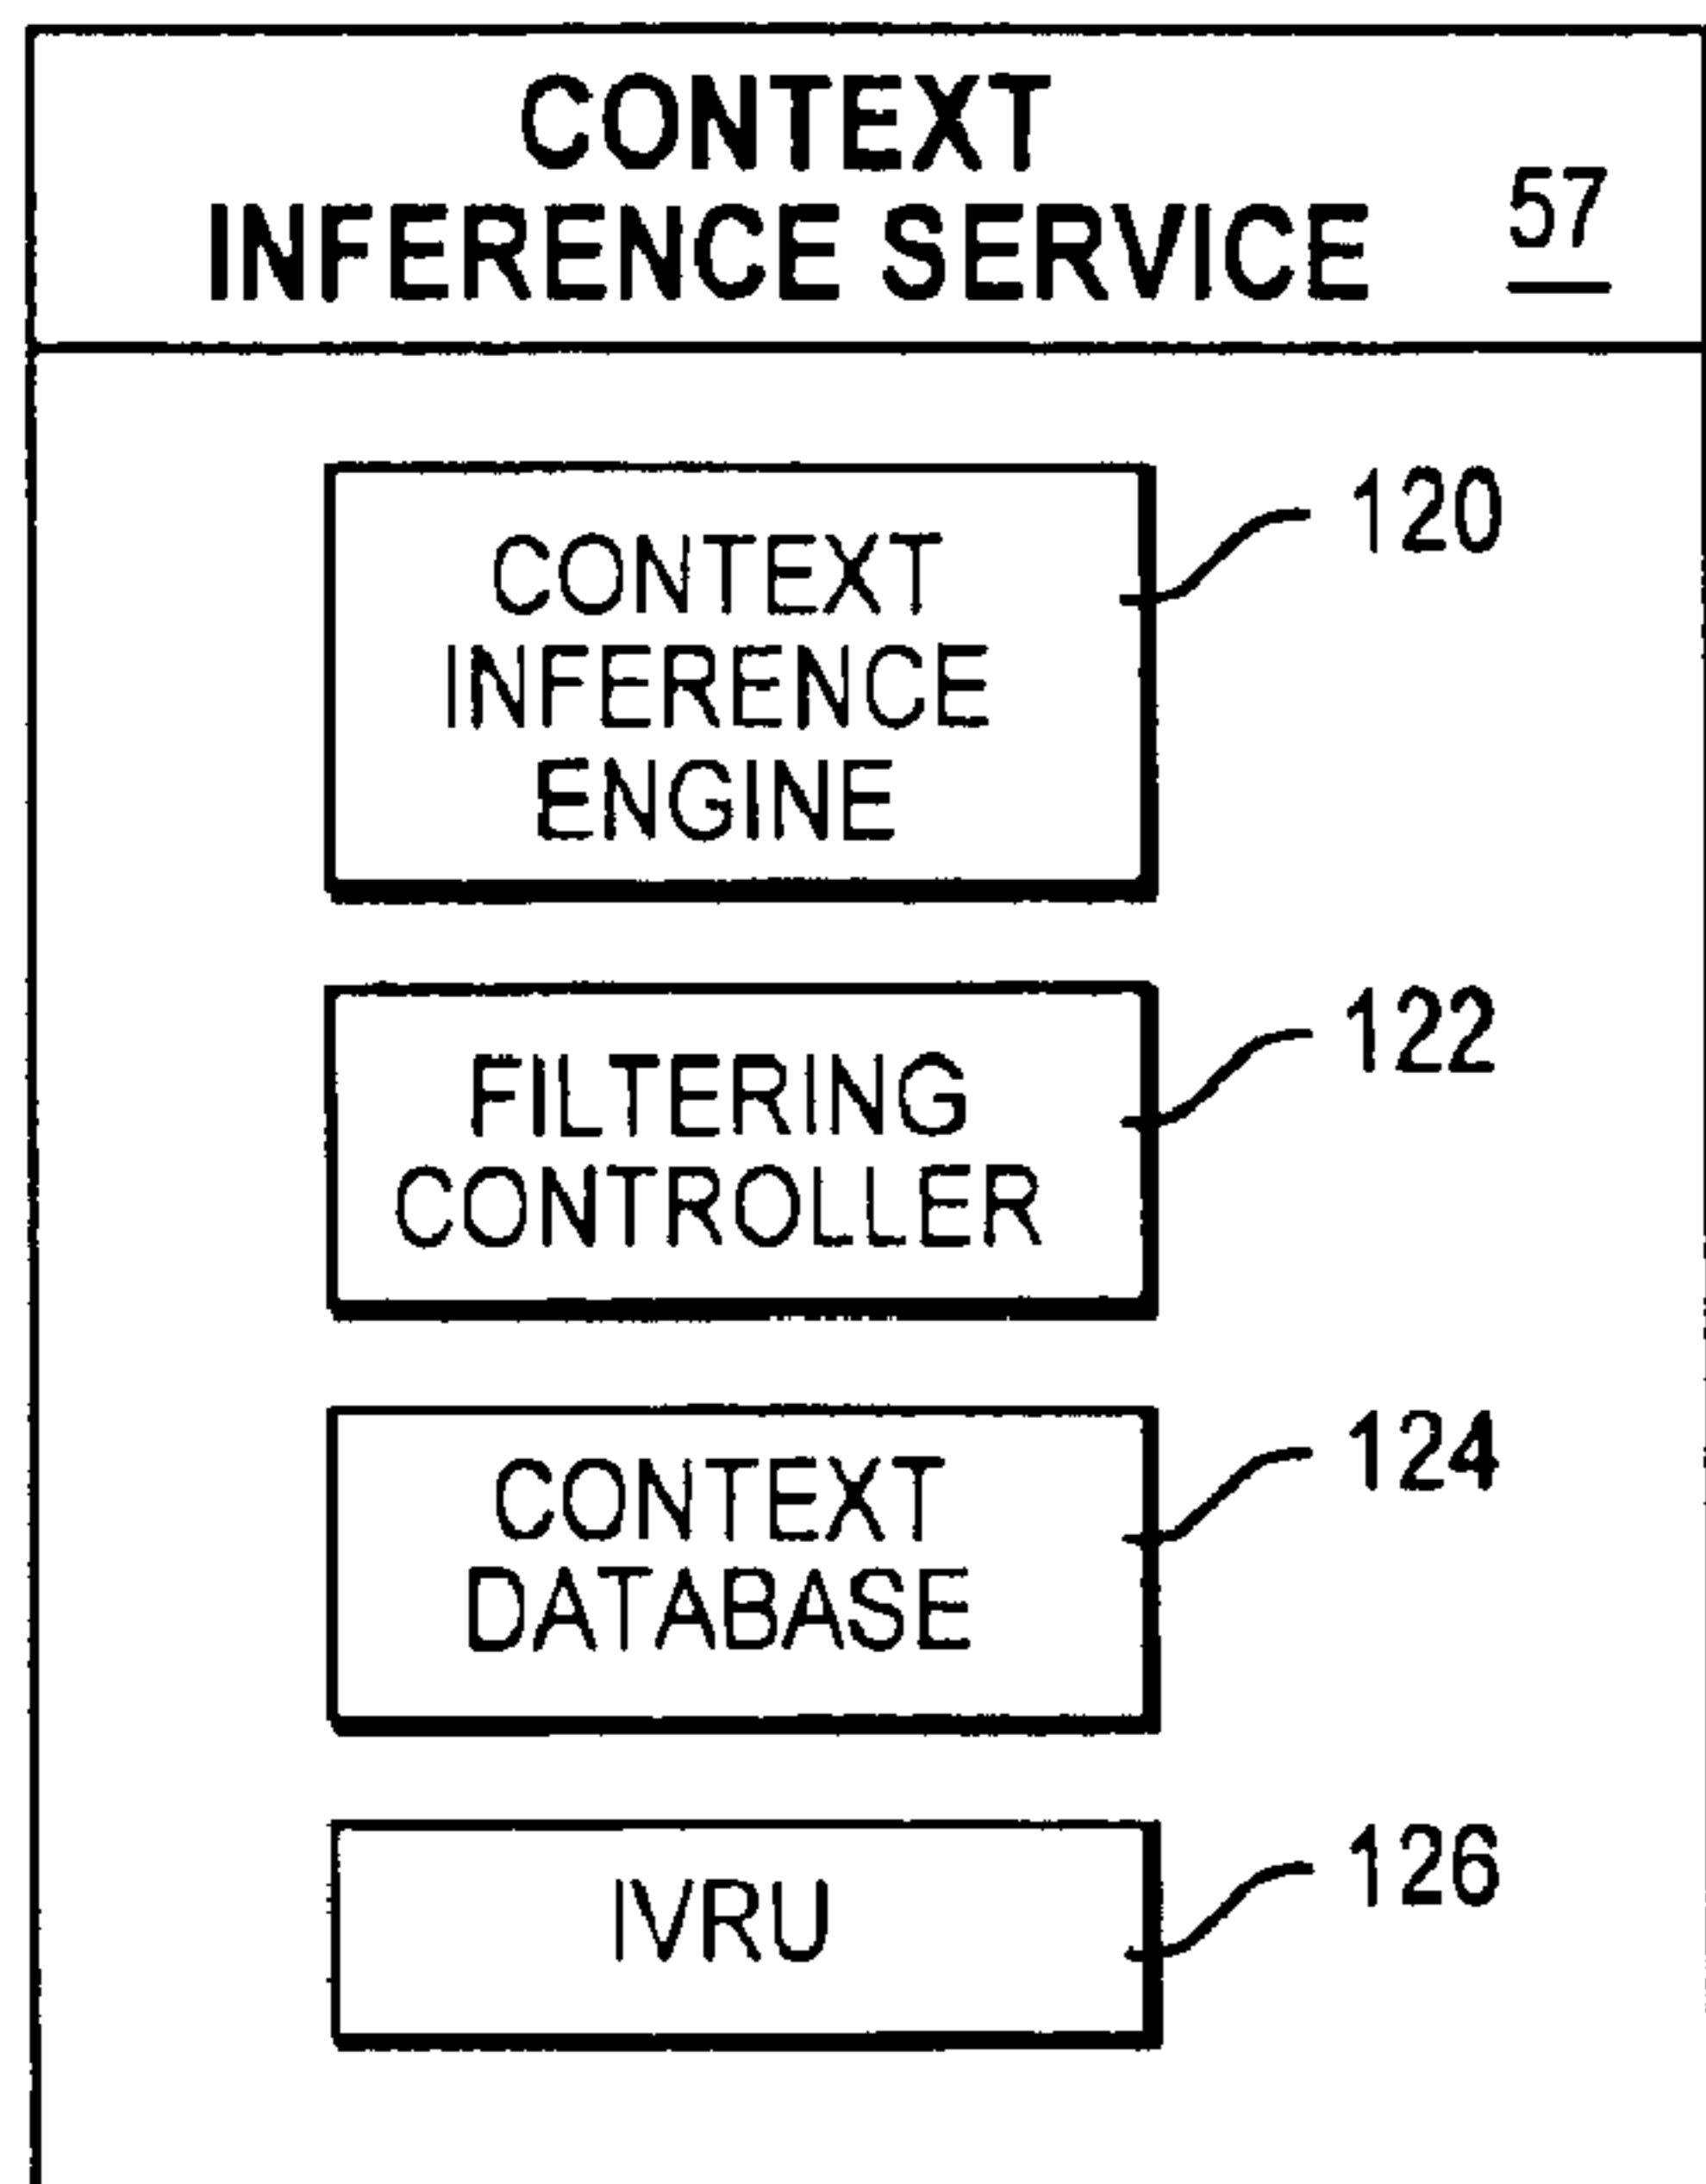 CONTEXT
INFERENCE SERVICE 57
CONTEXT
INFERENCE
ENGINE
120
FILTERING
CONTROLLER
122
CONTEXT
DATABASE
124
IVRU
126